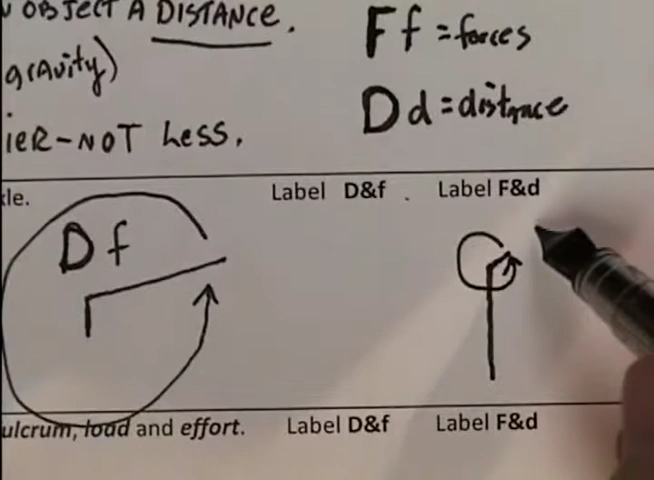 OBJECT A DISTANCE.
Ff = forces
gravity)
Dd = distance
ier - NOT Less.
cle. Label D&f . Label F&d
Df
ulcrum, load and effort. Label D&f Label F&d